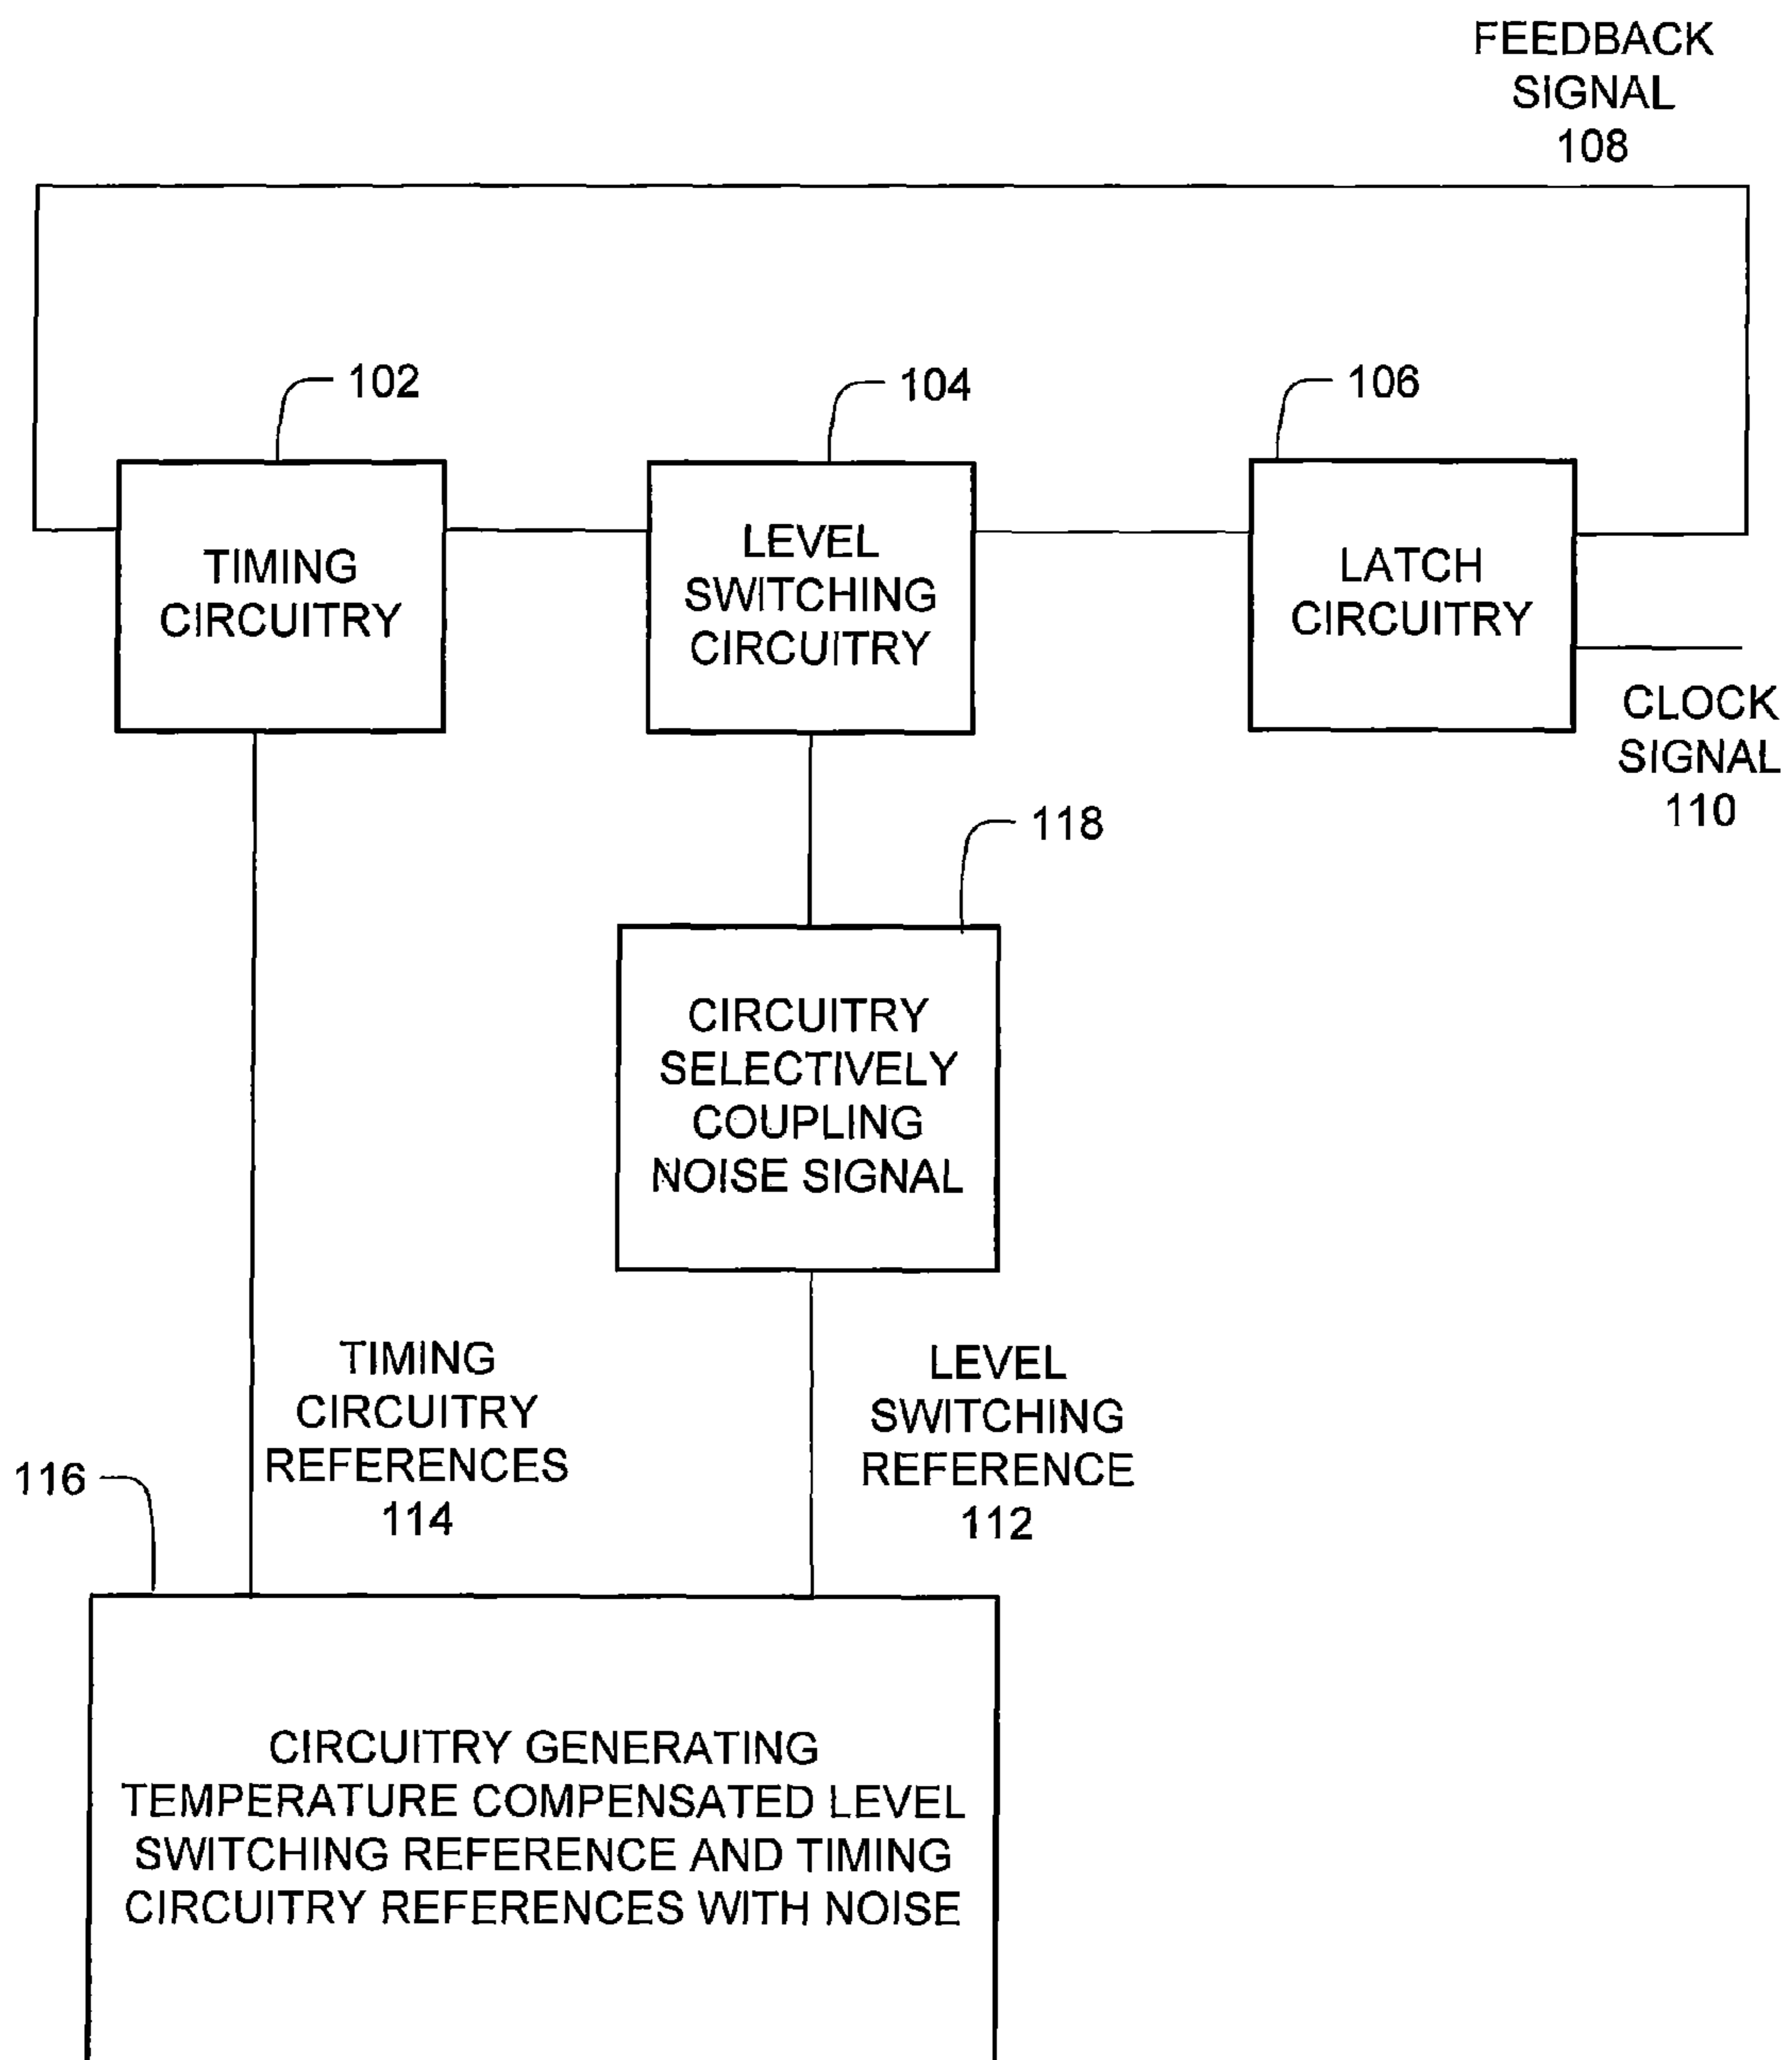 FEEDBACK
SIGNAL
108
102
104
106
TIMING
CIRCUITRY
LEVEL
SWITCHING
CIRCUITRY
LATCH
CIRCUITRY
CLOCK
SIGNAL
110
118
CIRCUITRY
SELECTIVELY
COUPLING
NOISE SIGNAL
TIMING
CIRCUITRY
REFERENCES
114
LEVEL
SWITCHING
REFERENCE
112
116
CIRCUITRY GENERATING
TEMPERATURE COMPENSATED LEVEL
SWITCHING REFERENCE AND TIMING
CIRCUITRY REFERENCES WITH NOISE